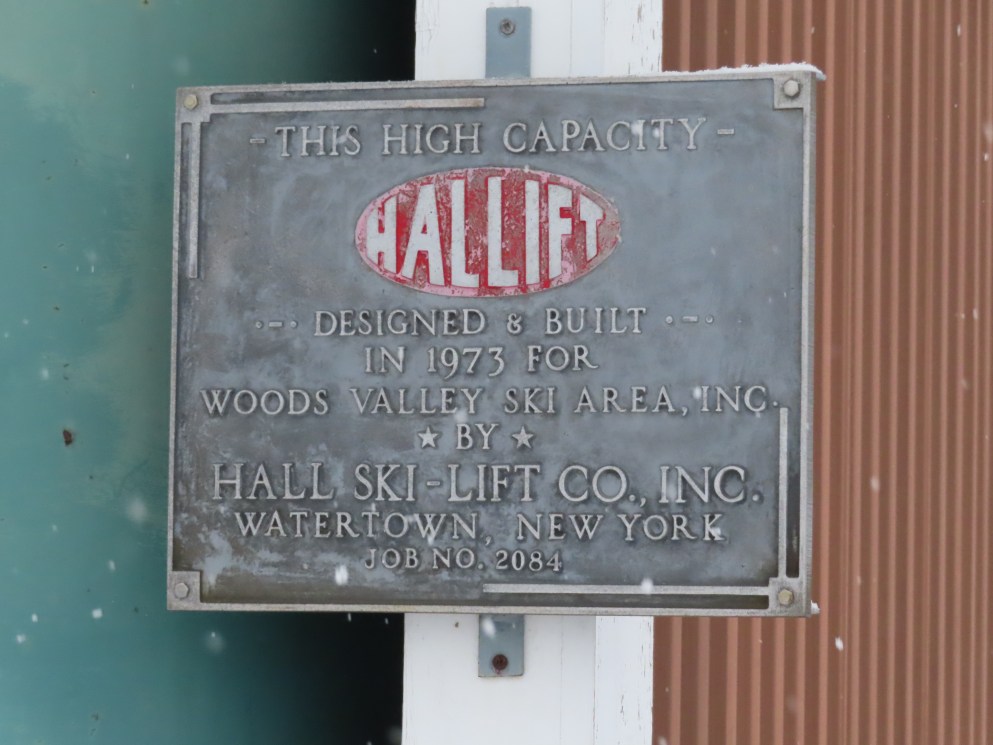 - THIS HIGH CAPACITY -
HALLIFT
·-· DESIGNED & BUILT ·-·
IN 1973 FOR
WOODS VALLEY SKI AREA, INC.
★ BY ★
HALL SKI-LIFT CO., INC.
WATERTOWN, NEW YORK
JOB NO. 2084